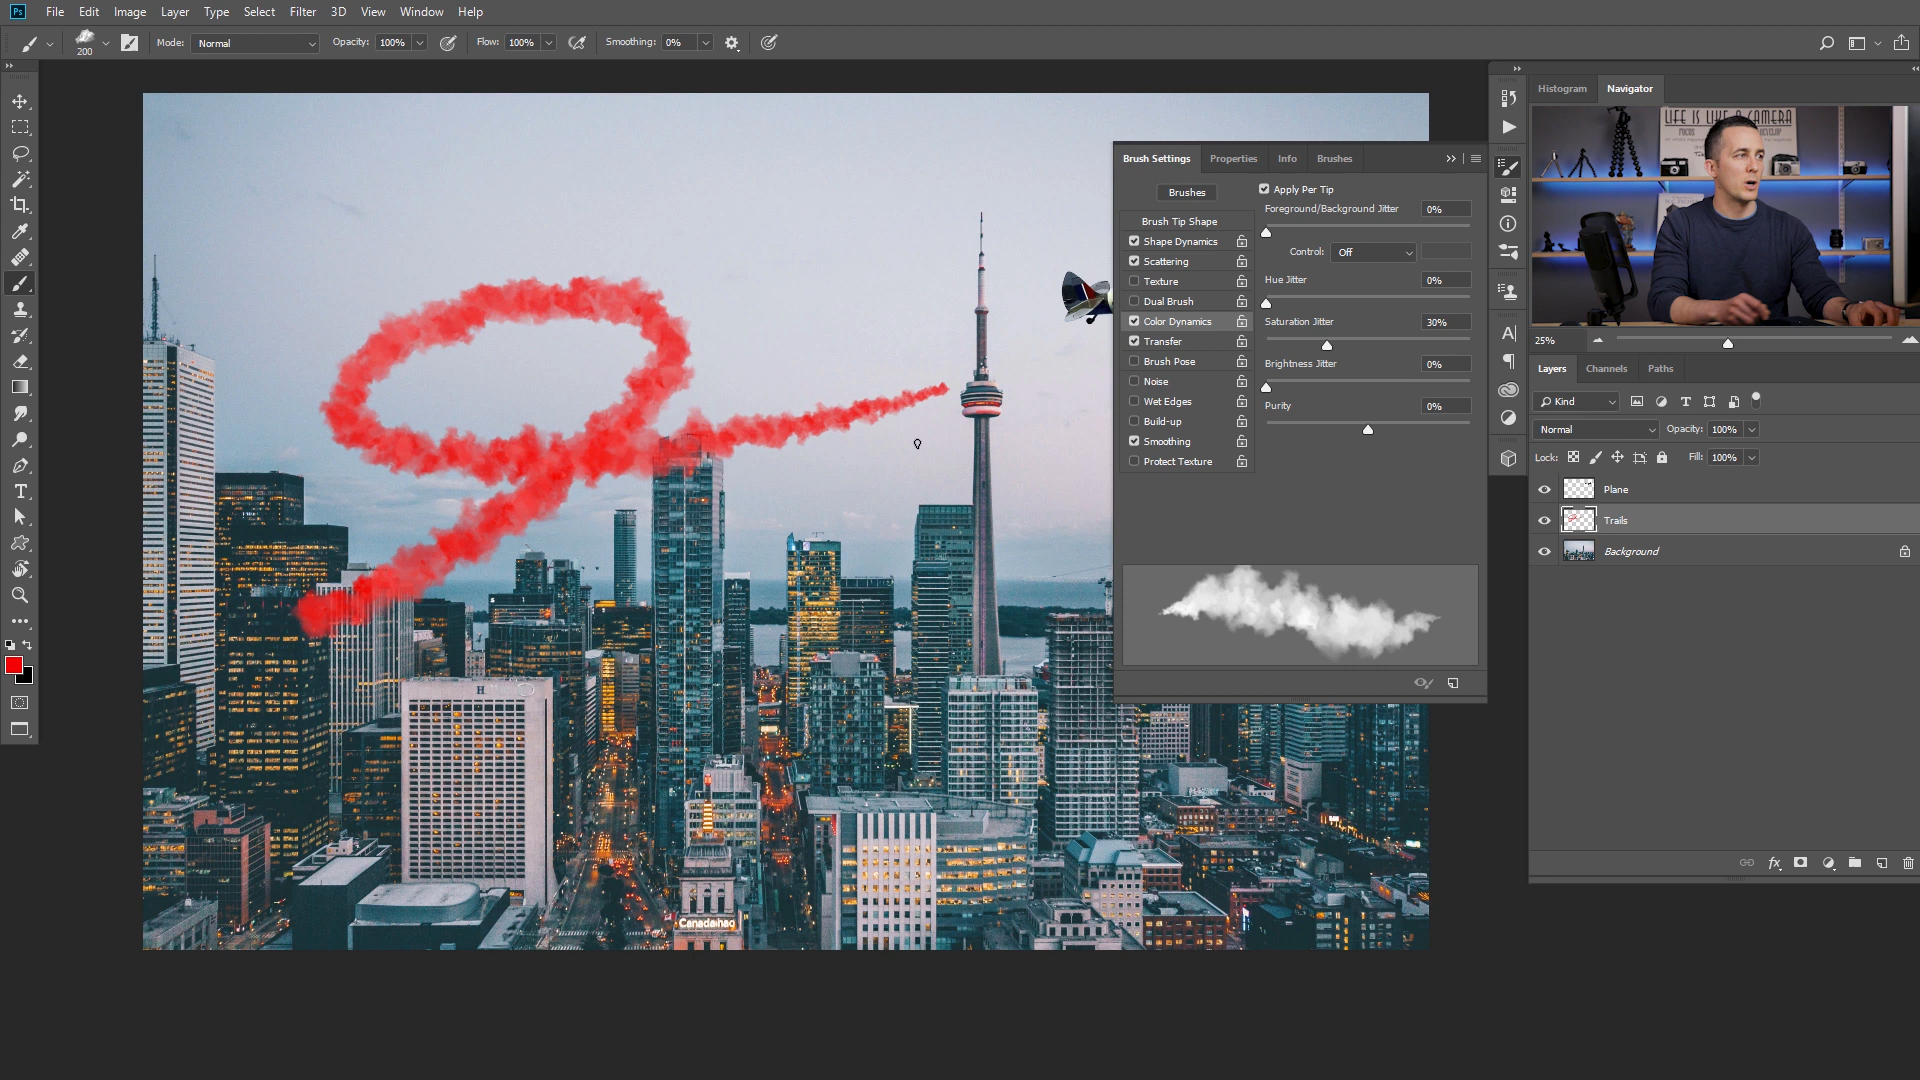 Ps File Edit Image Layer Type Select Filter 3D View Window Help
200 Mode: Normal Opacity: 100% Flow: 100% Smoothing: 0%
Histogram Navigator
LIFE IS LIKE A CAMERA
25%
Brush Settings Properties Info Brushes
Brushes
Brush Tip Shape
Shape Dynamics
Scattering
Texture
Dual Brush
Color Dynamics
Transfer
Brush Pose
Noise
Wet Edges
Build-up
Smoothing
Protect Texture
Apply Per Tip
Foreground/Background Jitter 0%
Control: Off
Hue Jitter 0%
Saturation Jitter 30%
Brightness Jitter 0%
Purity 0%
Layers Channels Paths
Kind
Normal Opacity: 100%
Lock: Fill: 100%
Plane
Trails
Background
H